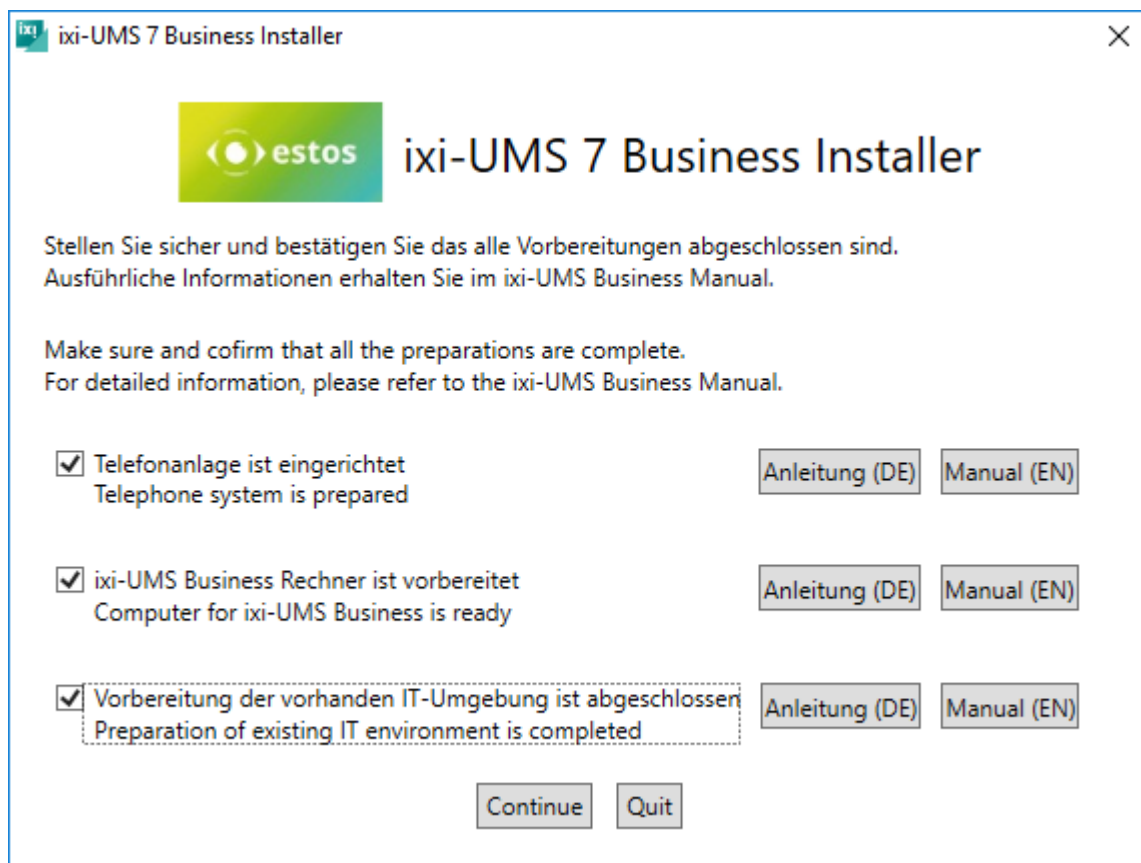 ixi-UMS 7 Business Installer
estos
ixi-UMS 7 Business Installer
Stellen Sie sicher und bestätigen Sie das alle Vorbereitungen abgeschlossen sind.
Ausführliche Informationen erhalten Sie im ixi-UMS Business Manual.
Make sure and cofirm that all the preparations are complete.
For detailed information, please refer to the ixi-UMS Business Manual.
Telefonanlage ist eingerichtet
Telephone system is prepared
Anleitung (DE) Manual (EN)
ixi-UMS Business Rechner ist vorbereitet
Computer for ixi-UMS Business is ready
Anleitung (DE) Manual (EN)
Vorbereitung der vorhanden IT-Umgebung ist abgeschlossen
Preparation of existing IT environment is completed
Anleitung (DE) Manual (EN)
Continue Quit